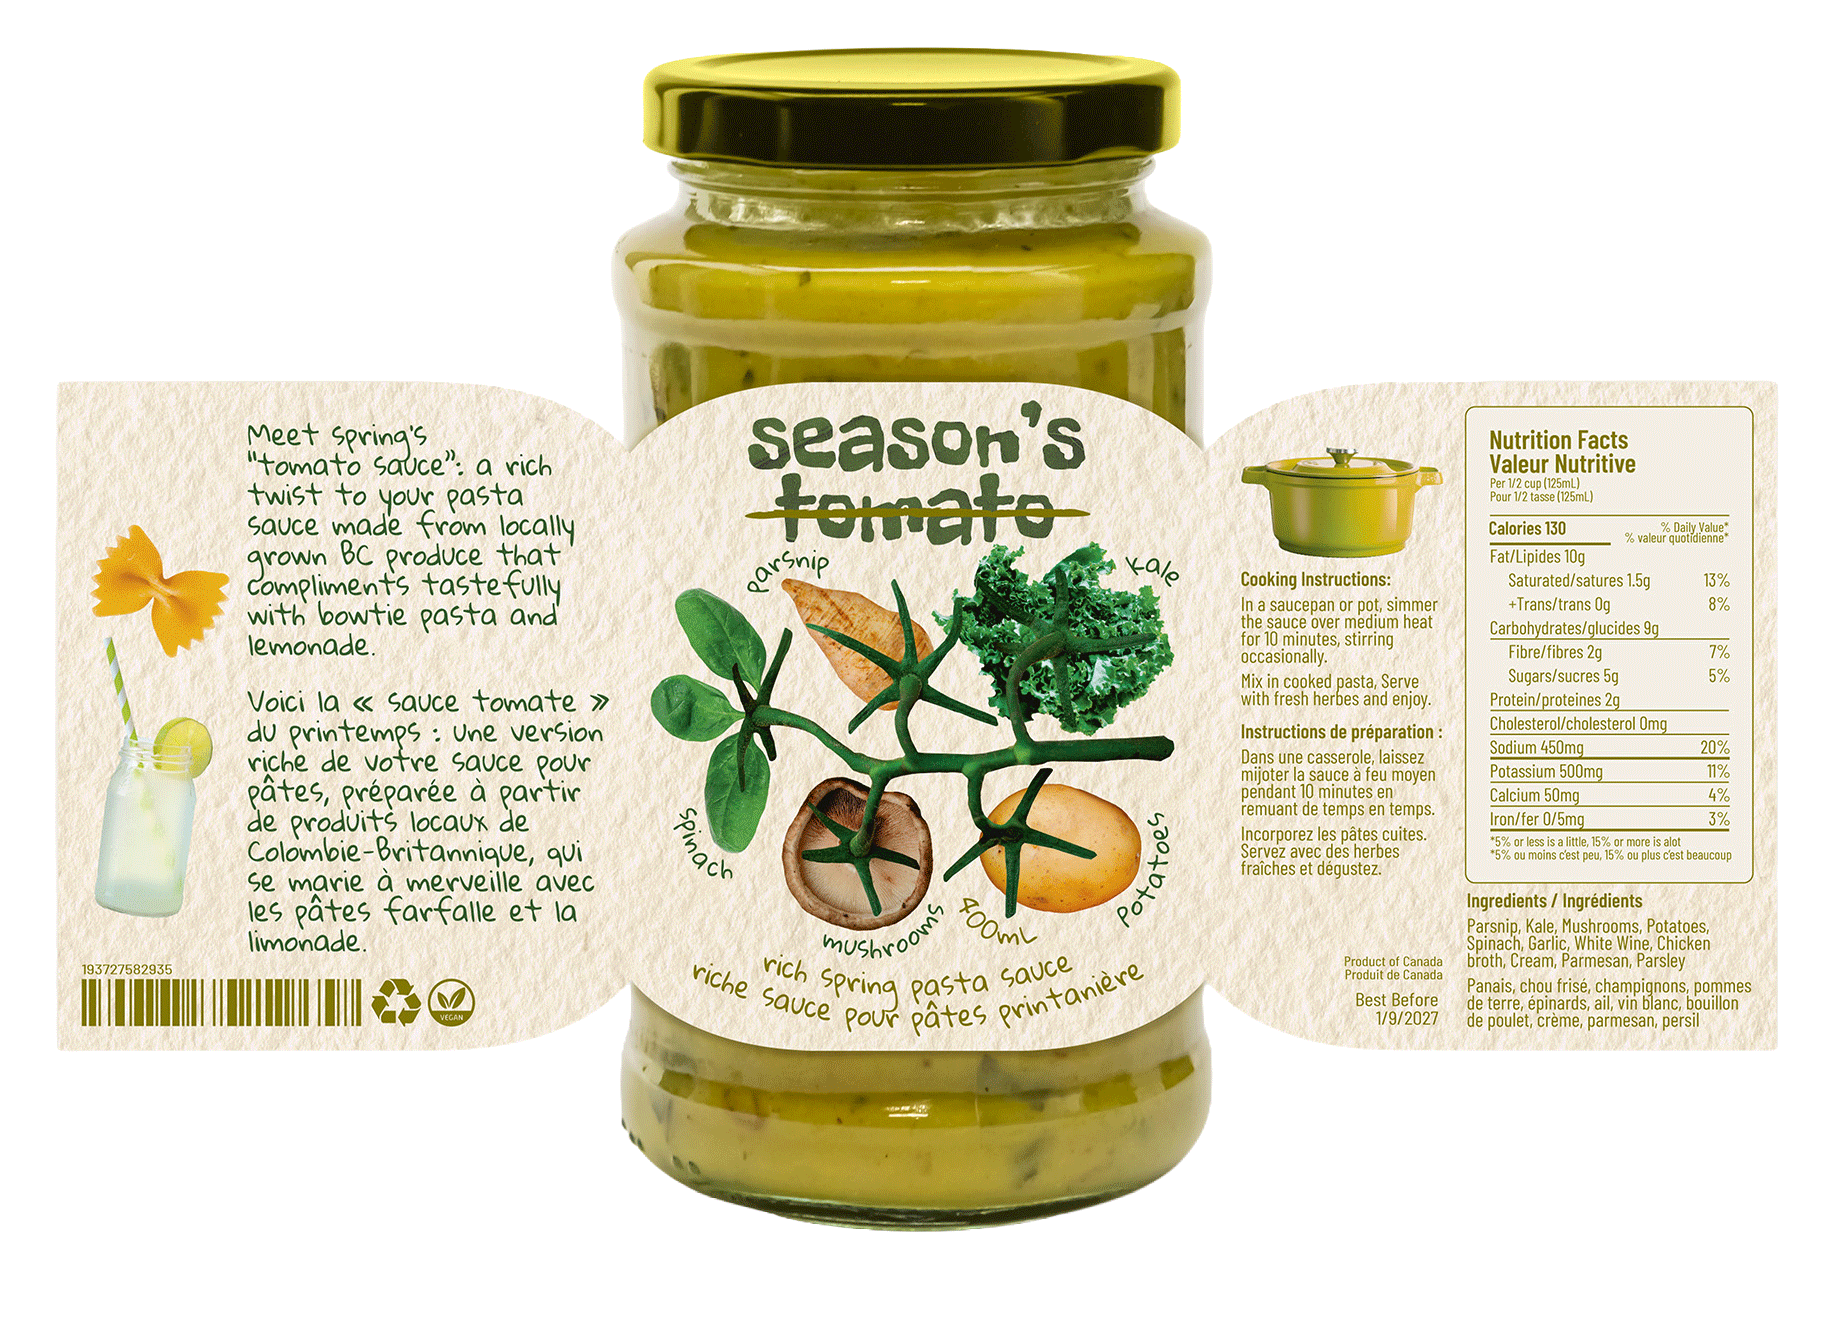 Meet Spring's
"tomato sauce": a rich
twist to your pasta
sauce made from locally
grown BC produce that
compliments tastefully
with bowtie pasta and
lemonade.
Voici la « sauce tomate »
du printemps : une version
riche de votre sauce pour
pâtes, préparée à partir
de produits locaux de
Colombie-Britannique, qui
se marie à merveille avec
les pâtes farfalle et la
limonade.
193727582935
VEGAN
season's
tomato
parsnip
kale
spinach
mushrooms
400mL
potatoes
rich spring pasta sauce
riche sauce pour pâtes printanière
Cooking Instructions:
In a saucepan or pot, simmer
the sauce over medium heat
for 10 minutes, stirring
occasionally.
Mix in cooked pasta, Serve
with fresh herbes and enjoy.
Instructions de préparation :
Dans une casserole, laissez
mijoter la sauce à feu moyen
pendant 10 minutes en
remuant de temps en temps.
Incorporez les pâtes cuites.
Servez avec des herbes
fraîches et dégustez.
Product of Canada
Produit de Canada
Best Before
1/9/2027
Nutrition Facts
Valeur Nutritive
Per 1/2 cup (125mL)
Pour 1/2 tasse (125mL)
Calories 130
% Daily Value*
% valeur quotidienne*
Fat/Lipides 10g
Saturated/satures 1.5g 13%
+Trans/trans 0g 8%
Carbohydrates/glucides 9g
Fibre/fibres 2g 7%
Sugars/sucres 5g 5%
Protein/proteines 2g
Cholesterol/cholesterol 0mg
Sodium 450mg 20%
Potassium 500mg 11%
Calcium 50mg 4%
Iron/fer 0/5mg 3%
*5% or less is a little, 15% or more is alot
*5% ou moins c'est peu, 15% ou plus c'est beaucoup
Ingredients / Ingrédients
Parsnip, Kale, Mushrooms, Potatoes,
Spinach, Garlic, White Wine, Chicken
broth, Cream, Parmesan, Parsley
Panais, chou frisé, champignons, pommes
de terre, épinards, ail, vin blanc, bouillon
de poulet, crème, parmesan, persil